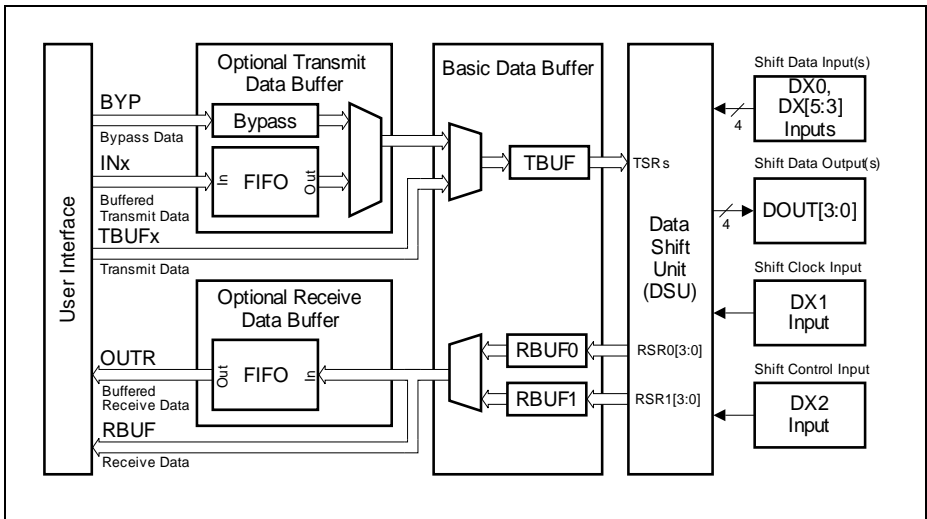 User Interface
Optional Transmit
Data Buffer
BYP
Bypass Data
Bypass
INx
Buffered
Transmit Data
In
FIFO
Out
TBUFx
Transmit Data
Basic Data Buffer
TBUF
TSRs
Data
Shift
Unit
(DSU)
Shift Data Input(s)
DX0,
DX[5:3]
Inputs
4
Shift Data Output(s)
DOUT[3:0]
4
Shift Clock Input
DX1
Input
Shift Control Input
DX2
Input
Optional Receive
Data Buffer
OUTR
Buffered
Receive Data
Out
FIFO
In
RBUF
Receive Data
RBUF0
RSR0[3:0]
RBUF1
RSR1[3:0]